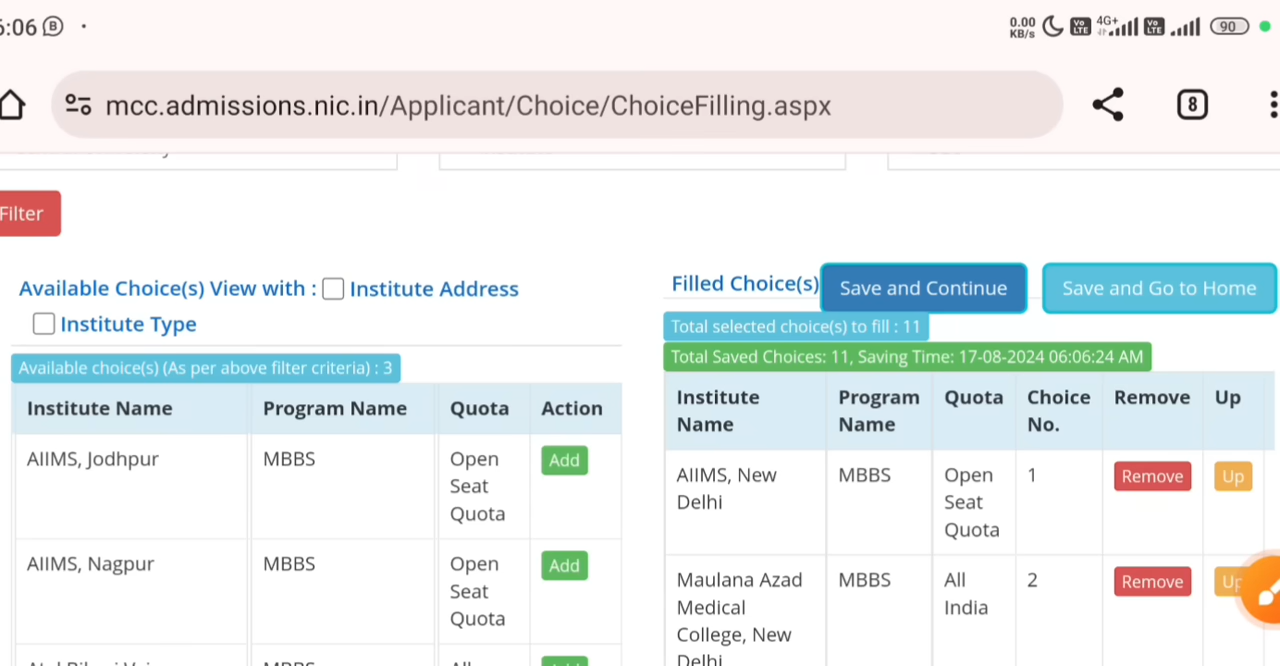 6:06
0.00 KB/s
Vo LTE
4G+
Vo LTE
90
mcc.admissions.nic.in/Applicant/Choice/ChoiceFilling.aspx
8
Filter
Available Choice(s) View with : Institute Address
Institute Type
Available choice(s) (As per above filter criteria) : 3
Institute Name Program Name Quota Action
AIIMS, Jodhpur MBBS Open Seat Quota Add
AIIMS, Nagpur MBBS Open Seat Quota Add
Filled Choice(s) Save and Continue Save and Go to Home
Total selected choice(s) to fill : 11
Total Saved Choices: 11, Saving Time: 17-08-2024 06:06:24 AM
Institute Name Program Name Quota Choice No. Remove Up
AIIMS, New Delhi MBBS Open Seat Quota 1 Remove Up
Maulana Azad Medical College, New Delhi MBBS All India 2 Remove Up